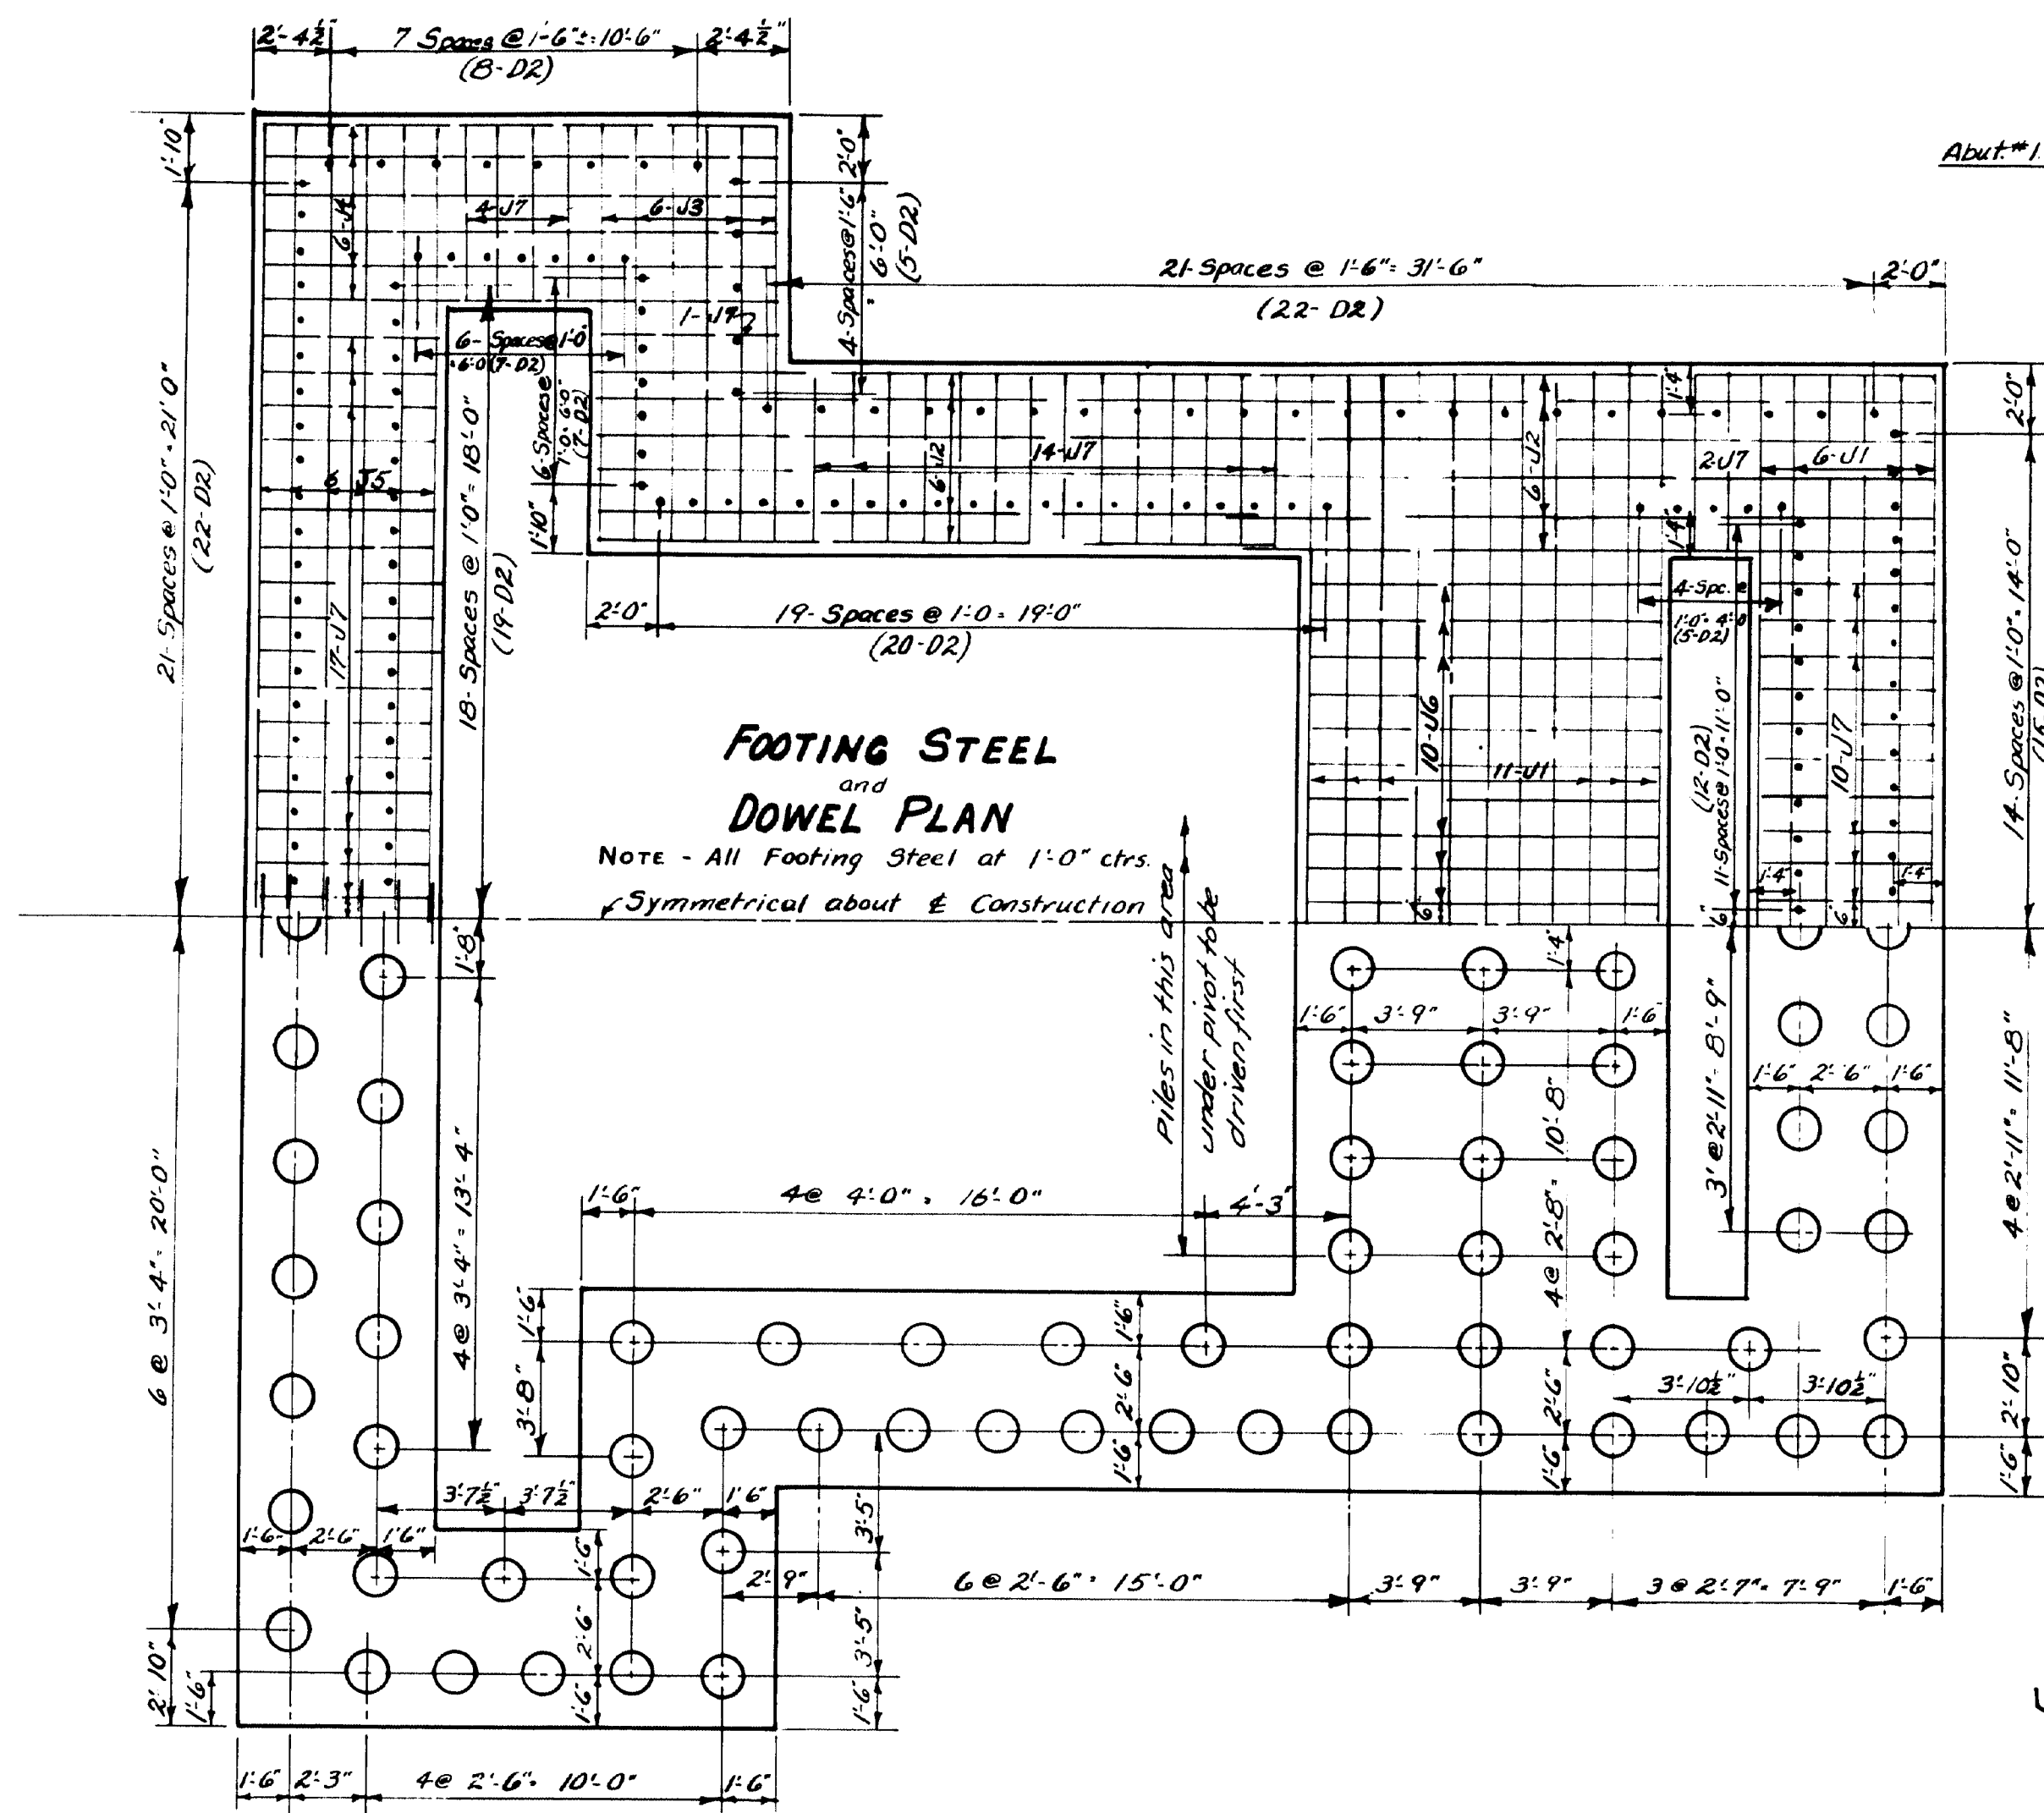 2'-4½"
7 Spaces @ 1'-6"±=10'-6"
2'-4½"
(8-D2)
1'-10"
2'-0"
Abut.#1
4-J7
6-J3
6-J4
4-Spaces@1'-6"
6'-0"
(5-D2)
21-Spaces @ 1'-6"= 31'-6"
(22-D2)
2'-0"
1-J7
6- Spaces@1'-0"
=6'-0(7-D2)
6-Spaces@
1'-0=6'-0"
(7-D2)
1'-10"
21-Spaces@1'-0"=21'0"
(22-D2)
6 J5
18-Spaces @ 1'-0"= 18'-0"
(19-D2)
17-J7
6-J2
14-J7
6-J2
1'-4"
2-J7
6-J1
2'-0"
1'-4"
4-Spc. @
1'-0"=4'-0
(5-D2)
2'-0"
19- Spaces @ 1'-0 = 19'-0"
(20-D2)
14-Spaces@1'-0"=14'-0"
(15-D2)
11-Spaces@1'-0=11'-0"
(12-D2)
10-J6
11-J1
10-J7
FOOTING STEEL
and
DOWEL PLAN
NOTE - All Footing Steel at 1'-0" ctrs.
Symmetrical about ℄ Construction
6"
6"
1'-4"
6"
1'-4"
Piles in this area
under pivot to be
driven first
1'-8"
1'-4"
1'-6"
3'-9"
3'-9"
1'-6"
1'-6"
2'-6"
1'-6"
3'@2'-11"=8'-9"
4@2'-11"=11'-8"
6 @ 3'-4"= 20'-0"
4@ 3'-4"=13'-4"
4@ 2'-8"= 10'-8"
1'-6"
4@ 4'-0" = 16'-0"
4'-3"
1'-6"
3'-8"
1'-6"
2'-6"
1'-6"
2'-6"
1'-6"
3'-10½"
3'-10½"
2'-10"
1'-6"
3'-7½"
3'-7½"
2'-6"
1'-6"
1'-6"
2'-6"
1'6"
3'-5"
1'-6"
2'-9"
6 @ 2'-6"= 15'-0"
3'-9"
3'-9"
3 @ 2'-7"= 7'-9"
1'-6"
2'-6"
3'-5"
2'-10"
1'-6"
1'-6"
1'-6"
1'-6"
2'-3"
4@ 2'-6"= 10'-0"
1'-6"